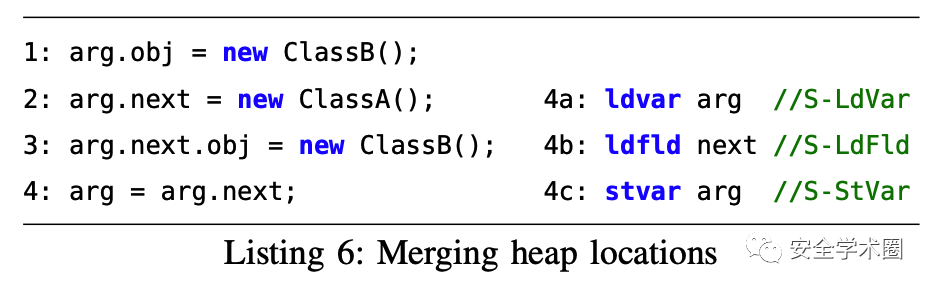 1: arg.obj = new ClassB();
2: arg.next = new ClassA(); 4a: ldvar arg //S-LdVar
3: arg.next.obj = new ClassB(); 4b: ldfld next //S-LdFld
4: arg = arg.next; 4c: stvar arg //S-StVar
Listing 6: Merging heap locations
安全学术圈